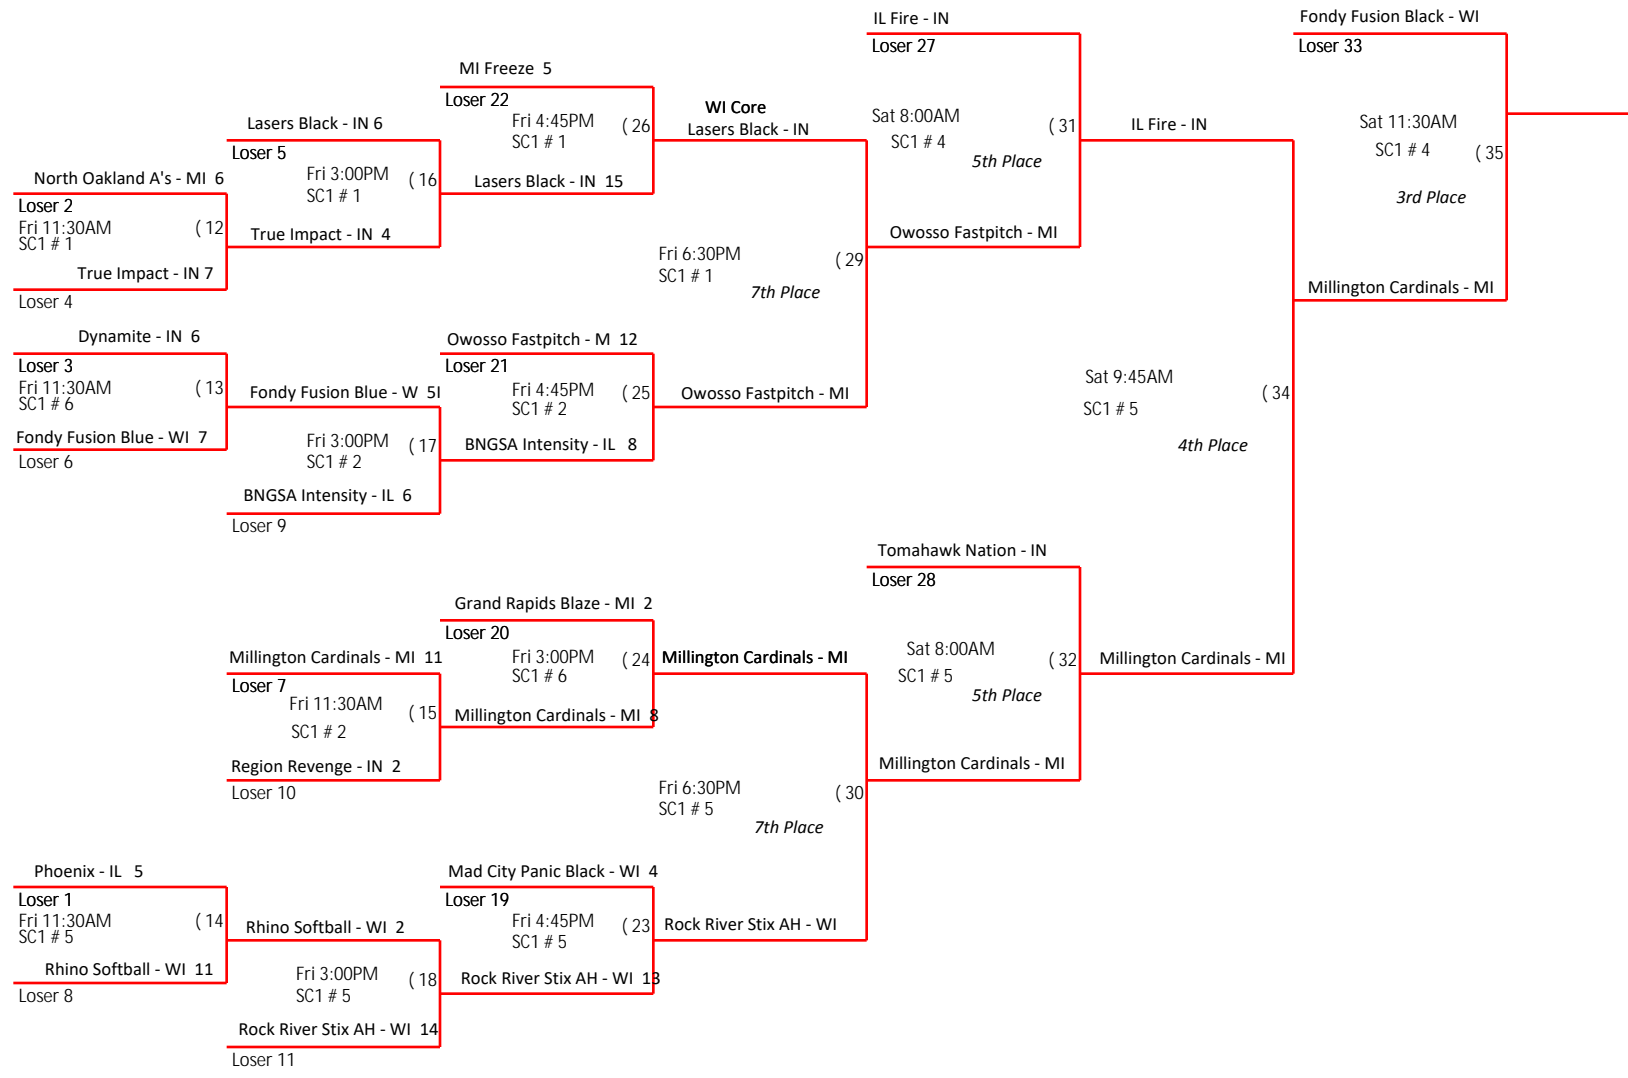 IL Fire - IN
Loser 27
Fondy Fusion Black - WI
Loser 33
MI Freeze  5
Loser 22
Fri 4:45PM
SC1 # 1
( 26
WI Core
Lasers Black - IN
Sat 8:00AM
SC1 # 4
( 31
5th Place
IL Fire - IN
Sat 11:30AM
SC1 # 4
( 35
3rd Place
Lasers Black - IN 6
Loser 5
Fri 3:00PM
SC1 # 1
( 16
Lasers Black - IN  15
North Oakland A's - MI  6
Loser 2
Fri 11:30AM
SC1 # 1
( 12
True Impact - IN  4
True Impact - IN 7
Loser 4
Owosso Fastpitch - MI
Fri 6:30PM
SC1 # 1
( 29
7th Place
Millington Cardinals - MI
Dynamite - IN  6
Loser 3
Fri 11:30AM
SC1 # 6
( 13
Fondy Fusion Blue - W  5I
Owosso Fastpitch - M  12
Loser 21
Fri 4:45PM
SC1 # 2
( 25
Owosso Fastpitch - MI
Sat 9:45AM
SC1 # 5
( 34
4th Place
Fondy Fusion Blue - WI  7
Loser 6
Fri 3:00PM
SC1 # 2
( 17
BNGSA Intensity - IL   8
BNGSA Intensity - IL  6
Loser 9
Tomahawk Nation - IN
Loser 28
Grand Rapids Blaze - MI  2
Loser 20
Fri 3:00PM
SC1 # 6
( 24
Millington Cardinals - MI
Sat 8:00AM
SC1 # 5
( 32
5th Place
Millington Cardinals - MI
Millington Cardinals - MI  11
Loser 7
Fri 11:30AM
SC1 # 2
( 15
Millington Cardinals - MI  8
Region Revenge - IN  2
Loser 10
Millington Cardinals - MI
Fri 6:30PM
SC1 # 5
( 30
7th Place
Phoenix - IL   5
Loser 1
Fri 11:30AM
SC1 # 5
( 14
Rhino Softball - WI  2
Mad City Panic Black - WI  4
Loser 19
Fri 4:45PM
SC1 # 5
( 23
Rock River Stix AH - WI
Rhino Softball - WI  11
Loser 8
Fri 3:00PM
SC1 # 5
( 18
Rock River Stix AH - WI  13
Rock River Stix AH - WI  14
Loser 11